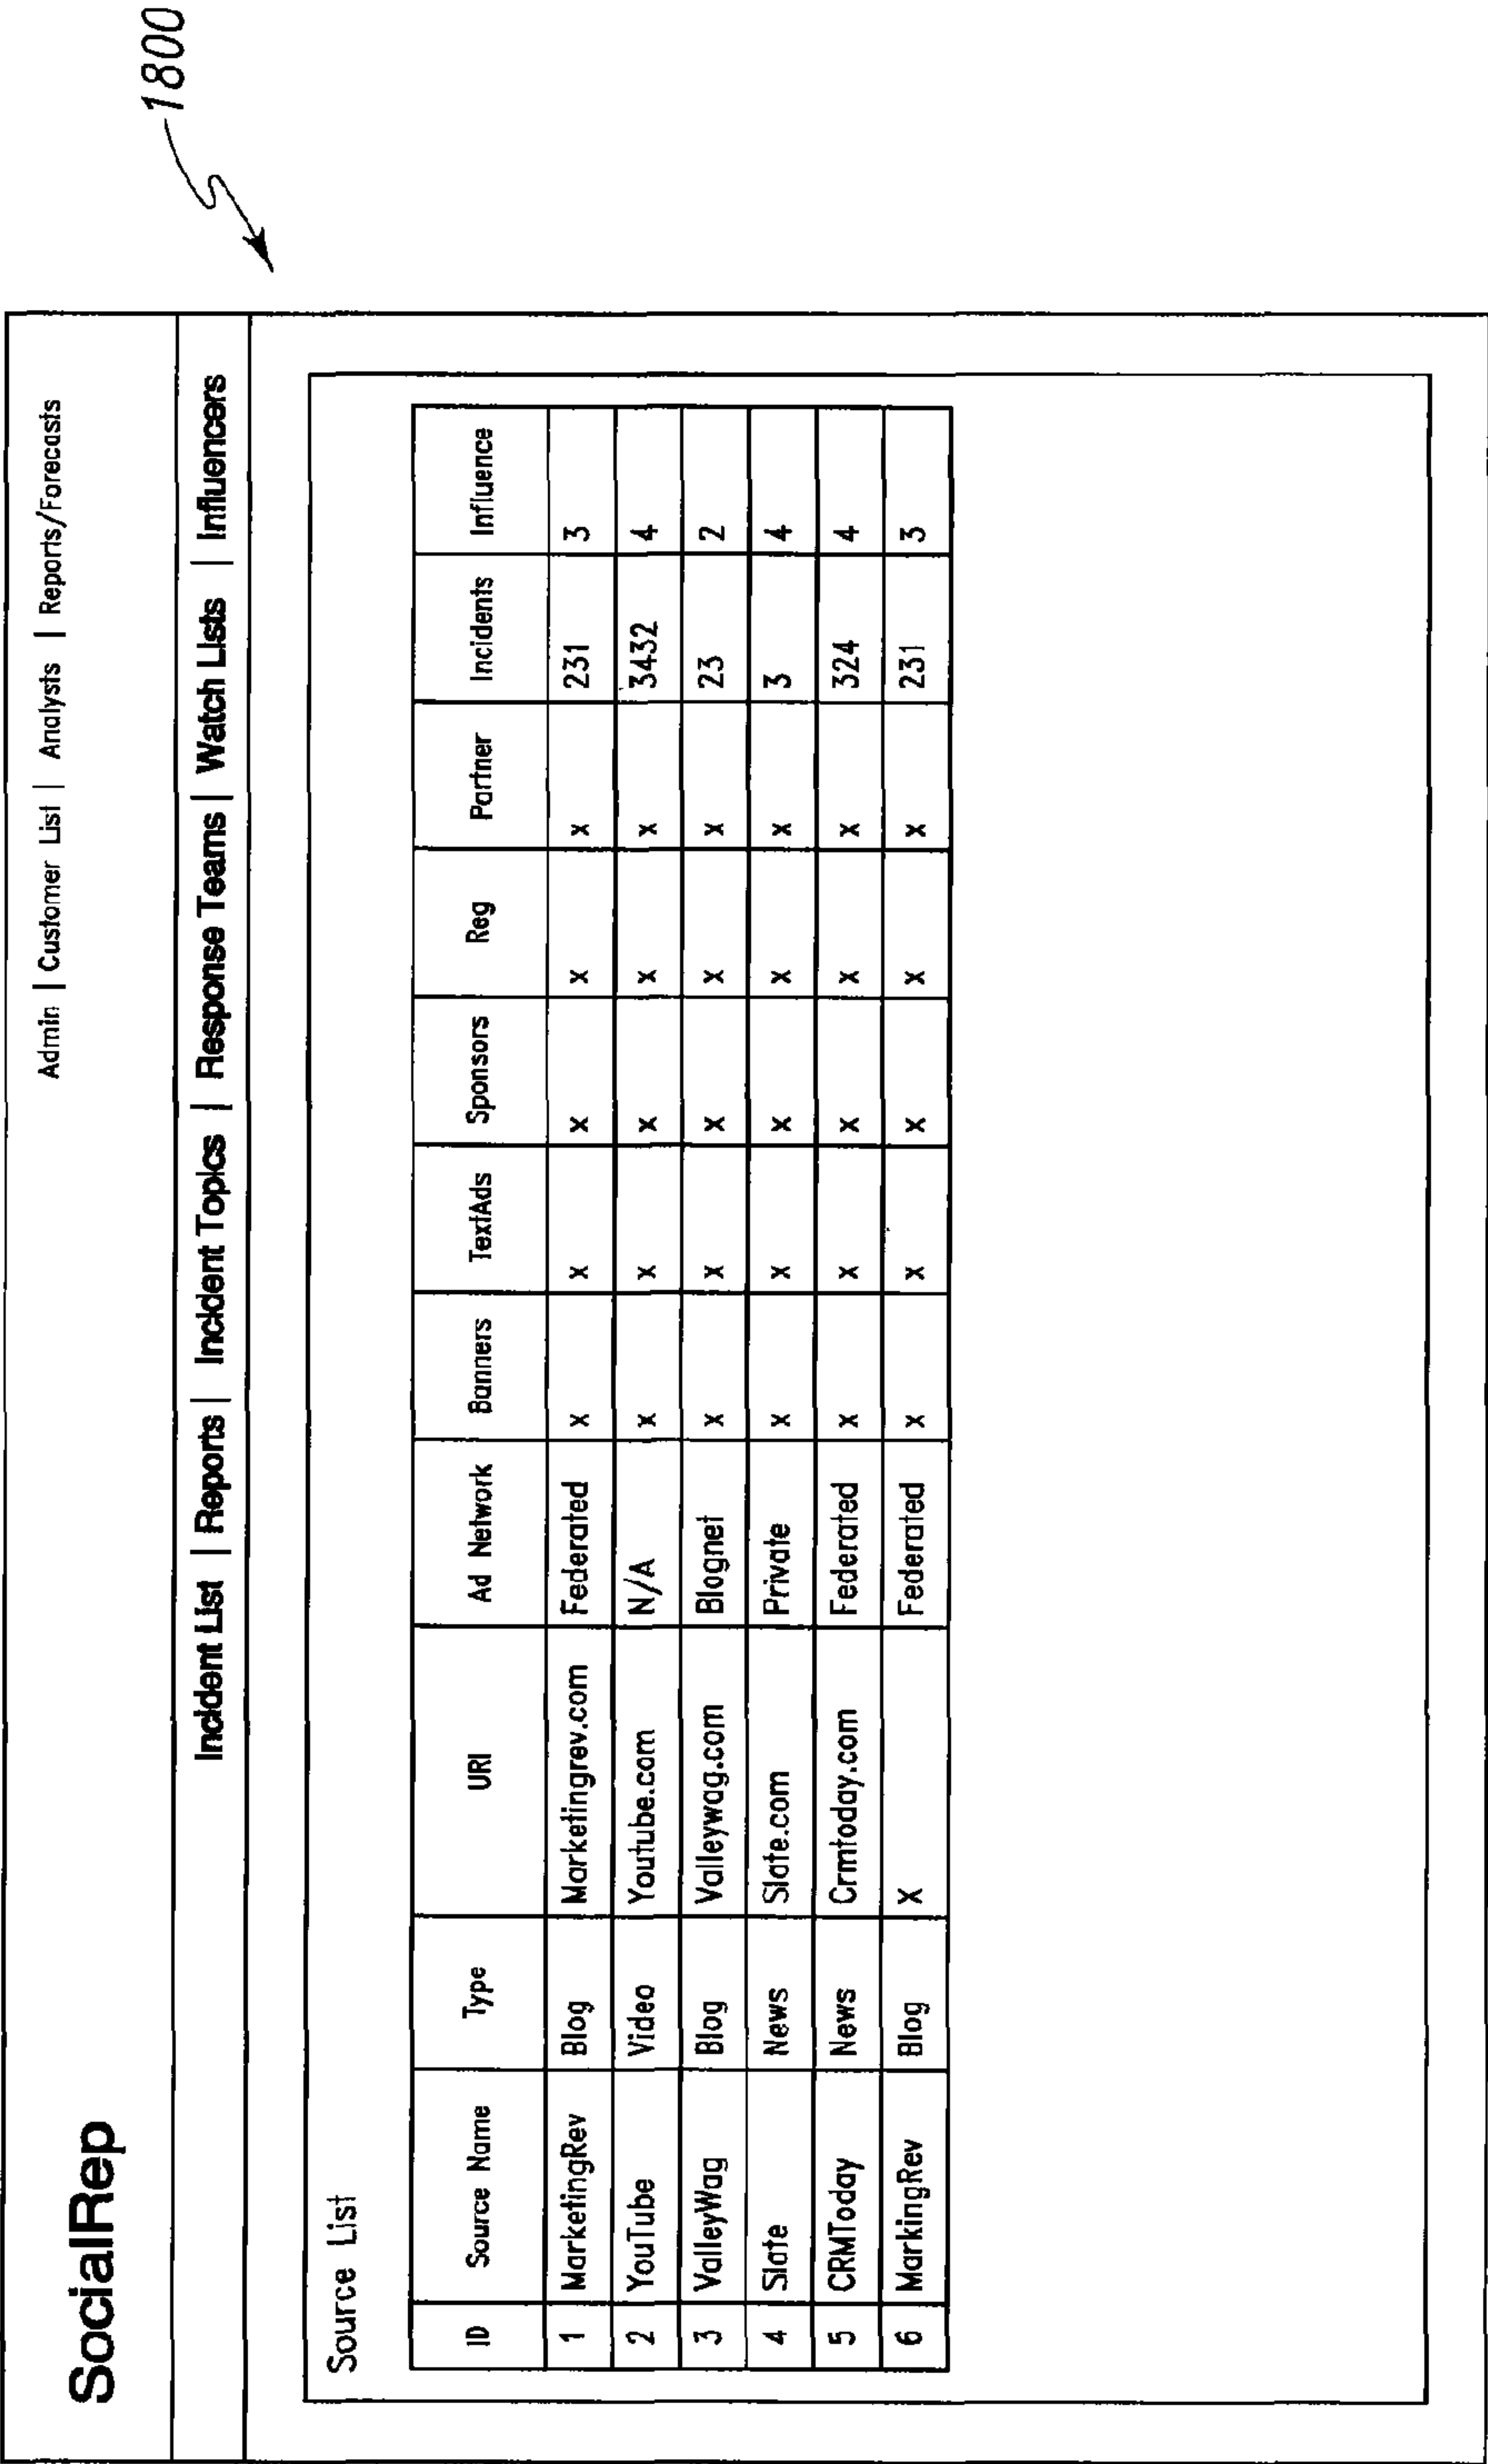 1800
SocialRep
Admin | Customer List | Analysts | Reports/Forecasts
Incident List | Reports | Incident Topics | Response Teams | Watch Lists | Influencers
Source List
ID Source Name Type URI Ad Network Banners TextAds Sponsors Reg Partner Incidents Influence
1 MarketingRev Blog Marketingrev.com Federated x x x x x 231 3
2 YouTube Video Youtube.com N/A x x x x x 3432 4
3 ValleyWag Blog Valleywag.com Blognet x x x x x 23 2
4 Slate News Slate.com Private x x x x x 3 4
5 CRMToday News Crmtoday.com Federated x x x x x 324 4
6 MarkingRev Blog X Federated x x x x x 231 3